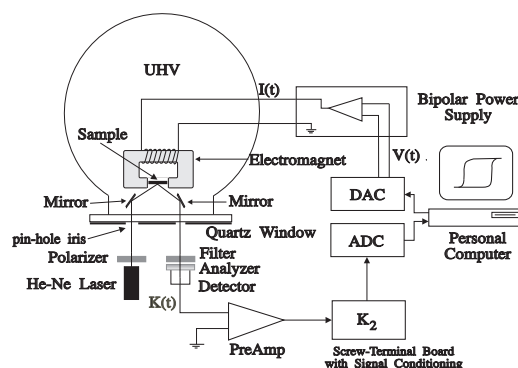 UHV
I(t)
Bipolar Power
Supply
Sample
Electromagnet
V(t)
Mirror
Mirror
DAC
pin-hole iris
Quartz Window
ADC
Personal
Computer
Polarizer
Filter
Analyzer
He-Ne Laser
Detector
K(t)
K2
PreAmp
Screw-Terminal Board
with Signal Conditioning